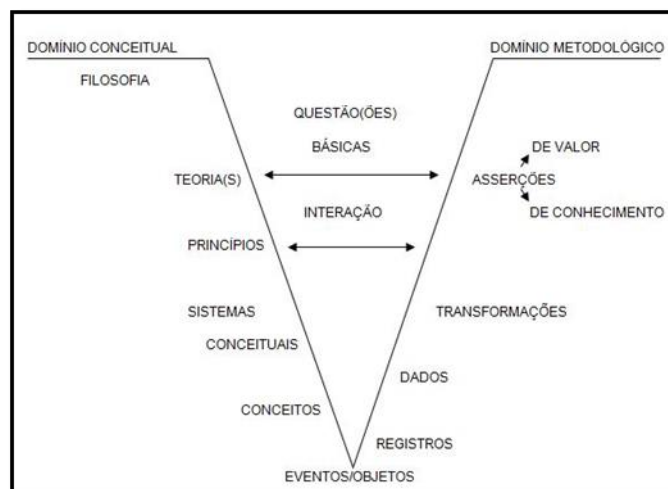 DOMÍNIO CONCEITUAL
DOMÍNIO METODOLÓGICO
FILOSOFIA
QUESTÃO(ÕES)
BÁSICAS
DE VALOR
TEORIA(S)
ASSERÇÕES
INTERAÇÃO
DE CONHECIMENTO
PRINCÍPIOS
SISTEMAS
TRANSFORMAÇÕES
CONCEITUAIS
DADOS
CONCEITOS
REGISTROS
EVENTOS/OBJETOS